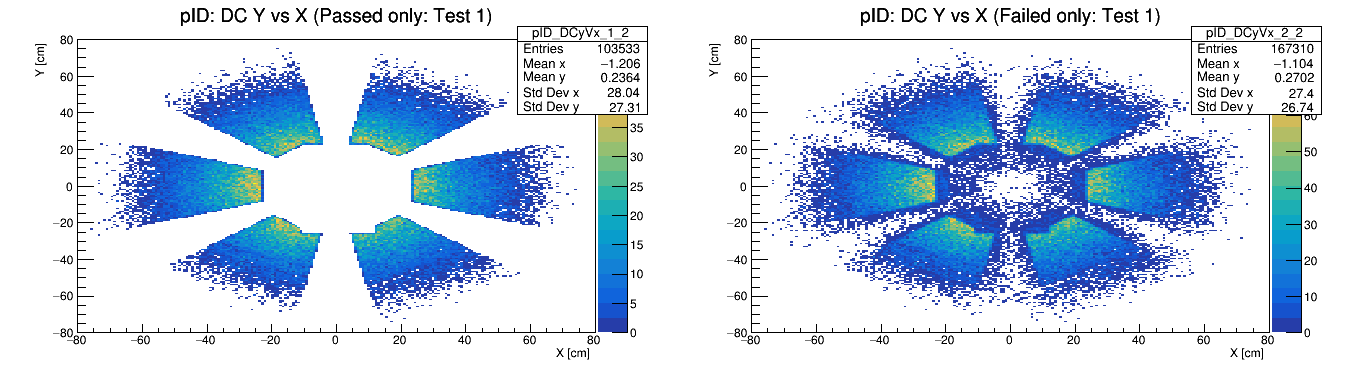 pID: DC Y vs X (Passed only: Test 1)
pID_DCyVx_1_2
Entries 103533
Mean x −1.206
Mean y 0.2364
Std Dev x 28.04
Std Dev y 27.31
Y [cm]
80
60
40
20
0
−20
−40
−60
−80
−80 −60 −40 −20 0 20 40 60 80
X [cm]
35
30
25
20
15
10
5
0
pID: DC Y vs X (Failed only: Test 1)
pID_DCyVx_2_2
Entries 167310
Mean x −1.104
Mean y 0.2702
Std Dev x 27.4
Std Dev y 26.74
Y [cm]
80
60
40
20
0
−20
−40
−60
−80
−80 −60 −40 −20 0 20 40 60 80
X [cm]
60
50
40
30
20
10
0